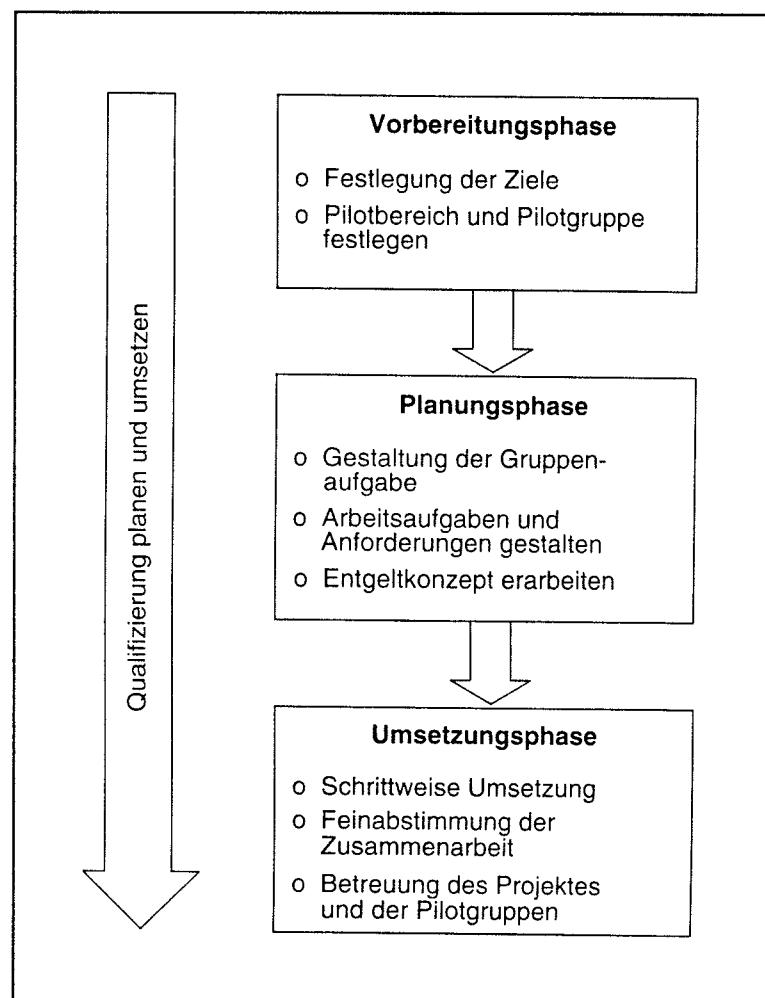 Qualifizierung planen und umsetzen
Vorbereitungsphase
o Festlegung der Ziele
o Pilotbereich und Pilotgruppe
festlegen
Planungsphase
o Gestaltung der Gruppen-
aufgabe
o Arbeitsaufgaben und
Anforderungen gestalten
o Entgeltkonzept erarbeiten
Umsetzungsphase
o Schrittweise Umsetzung
o Feinabstimmung der
Zusammenarbeit
o Betreuung des Projektes
und der Pilotgruppen